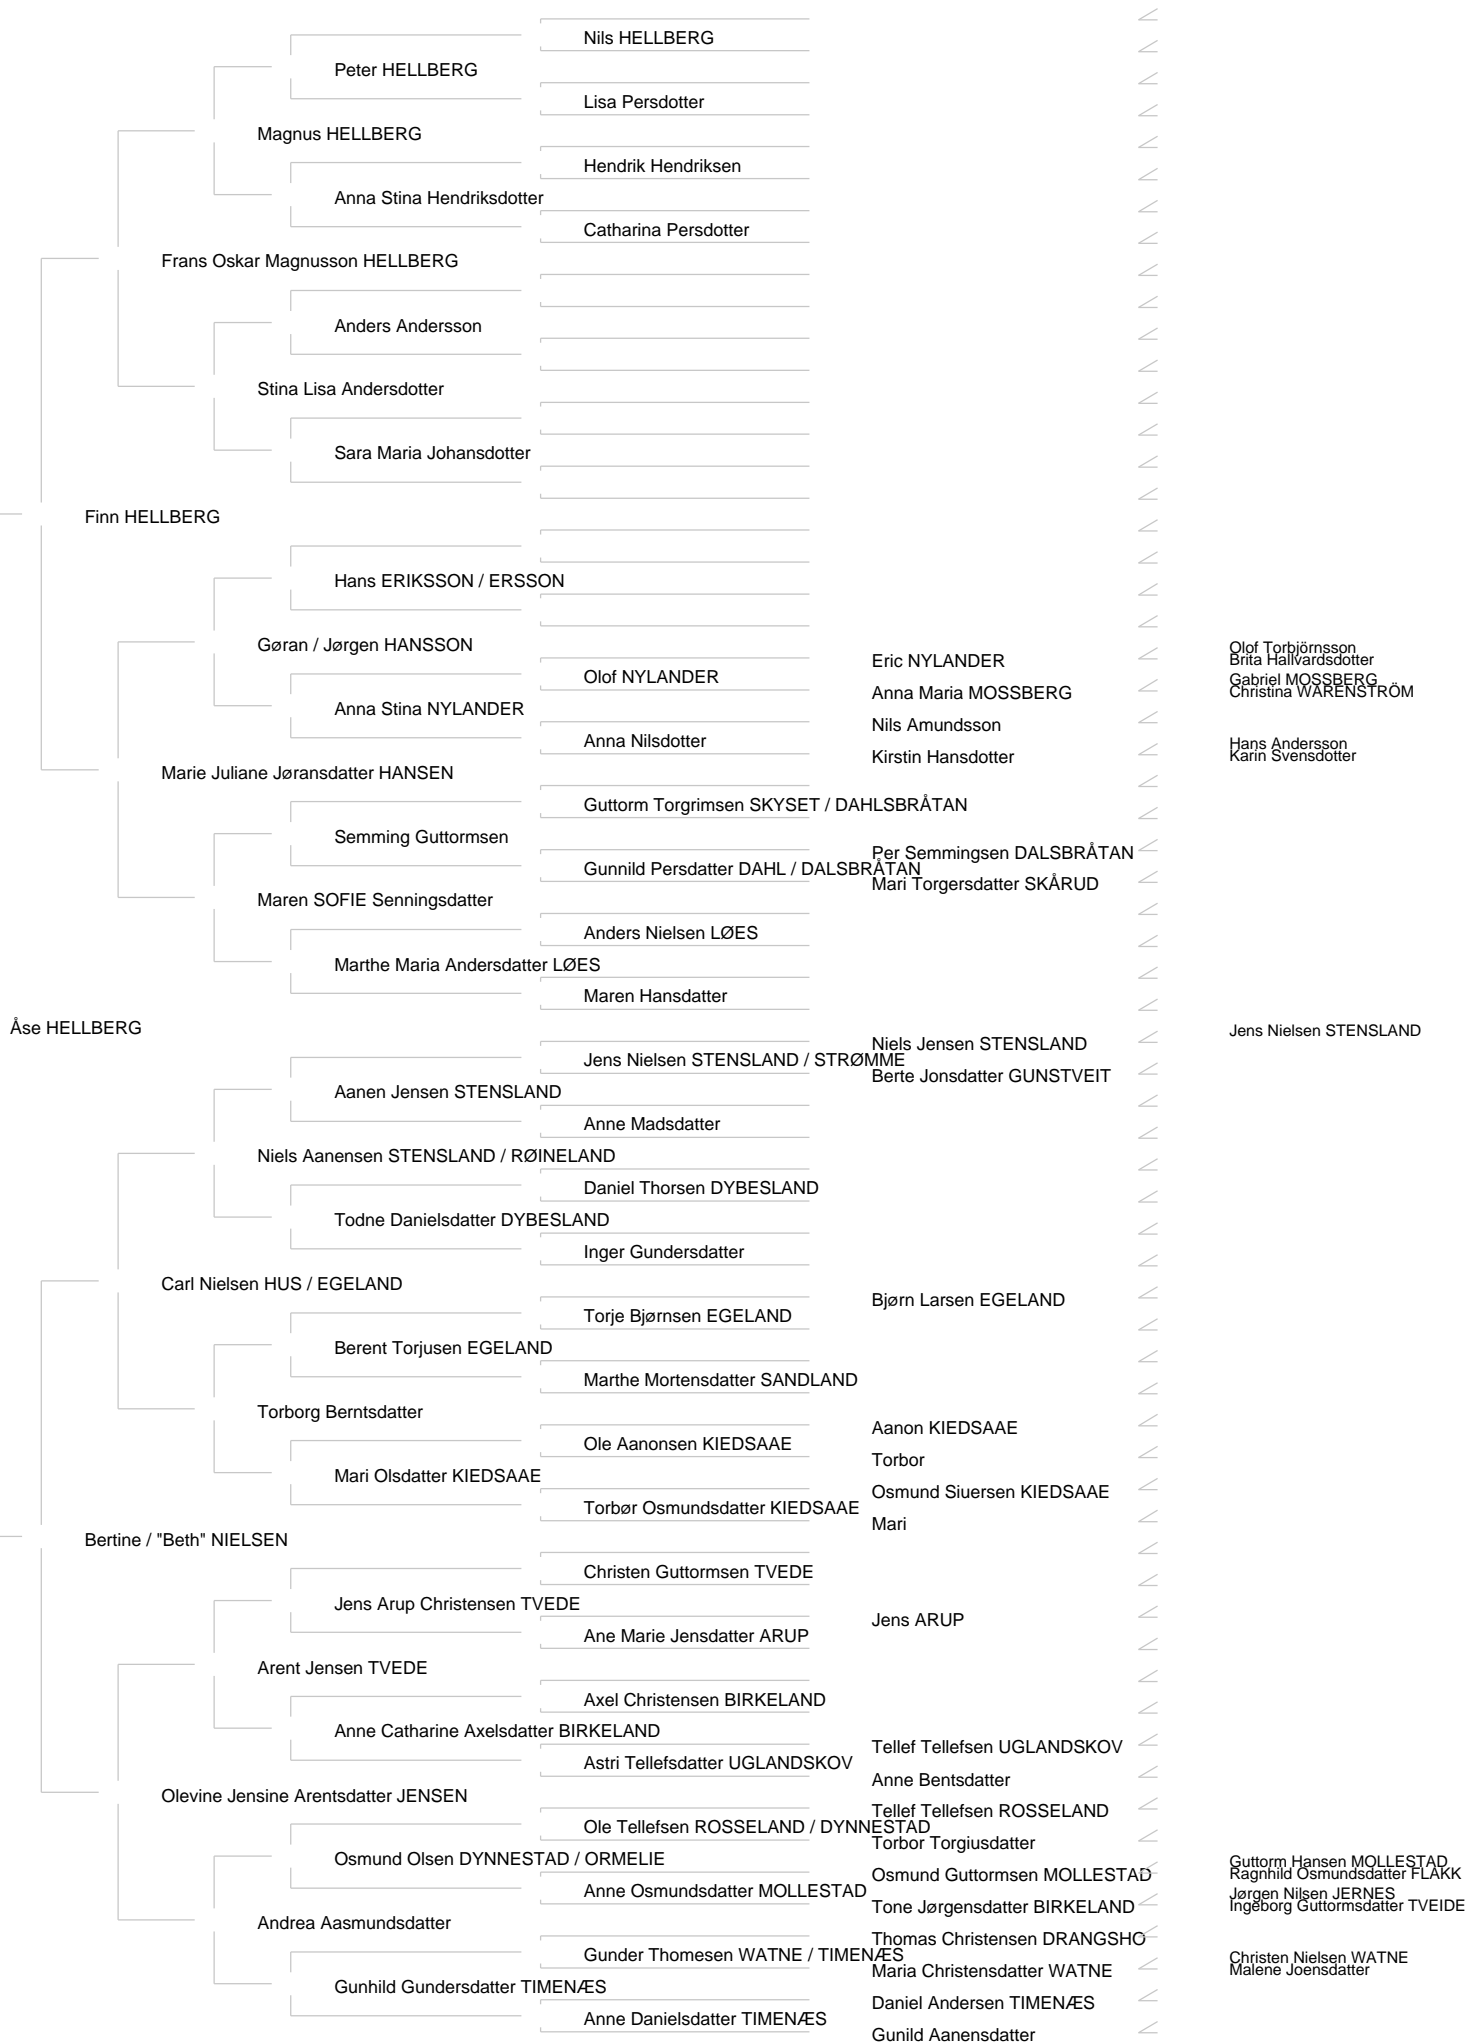 Nils HELLBERG
Peter HELLBERG
Lisa Persdotter
Magnus HELLBERG
Hendrik Hendriksen
Anna Stina Hendriksdotter
Catharina Persdotter
Frans Oskar Magnusson HELLBERG
Anders Andersson
Stina Lisa Andersdotter
Sara Maria Johansdotter
Finn HELLBERG
Hans ERIKSSON / ERSSON
Gøran / Jørgen HANSSON
Olof Torbjörnsson
Eric NYLANDER
Brita Hallvardsdotter
Olof NYLANDER
Gabriel MOSSBERG
Anna Maria MOSSBERG
Christina WARENSTRÖM
Anna Stina NYLANDER
Nils Amundsson
Anna Nilsdotter
Hans Andersson
Kirstin Hansdotter
Karin Svensdotter
Marie Juliane Jøransdatter HANSEN
Guttorm Torgrimsen SKYSET / DAHLSBRÅTAN
Semming Guttormsen
Per Semmingsen DALSBRÅTAN
Gunnild Persdatter DAHL / DALSBRÅTAN
Mari Torgersdatter SKÅRUD
Maren SOFIE Senningsdatter
Anders Nielsen LØES
Marthe Maria Andersdatter LØES
Maren Hansdatter
Åse HELLBERG
Jens Nielsen STENSLAND
Niels Jensen STENSLAND
Jens Nielsen STENSLAND / STRØMME
Berte Jonsdatter GUNSTVEIT
Aanen Jensen STENSLAND
Anne Madsdatter
Niels Aanensen STENSLAND / RØINELAND
Daniel Thorsen DYBESLAND
Todne Danielsdatter DYBESLAND
Inger Gundersdatter
Carl Nielsen HUS / EGELAND
Bjørn Larsen EGELAND
Torje Bjørnsen EGELAND
Berent Torjusen EGELAND
Marthe Mortensdatter SANDLAND
Torborg Berntsdatter
Aanon KIEDSAAE
Ole Aanonsen KIEDSAAE
Torbor
Mari Olsdatter KIEDSAAE
Osmund Siuersen KIEDSAAE
Torbør Osmundsdatter KIEDSAAE
Mari
Bertine / "Beth" NIELSEN
Christen Guttormsen TVEDE
Jens Arup Christensen TVEDE
Jens ARUP
Ane Marie Jensdatter ARUP
Arent Jensen TVEDE
Axel Christensen BIRKELAND
Anne Catharine Axelsdatter BIRKELAND
Tellef Tellefsen UGLANDSKOV
Astri Tellefsdatter UGLANDSKOV
Anne Bentsdatter
Olevine Jensine Arentsdatter JENSEN
Tellef Tellefsen ROSSELAND
Ole Tellefsen ROSSELAND / DYNNESTAD
Torbor Torgiusdatter
Osmund Olsen DYNNESTAD / ORMELIE
Guttorm Hansen MOLLESTAD
Osmund Guttormsen MOLLESTAD
Ragnhild Osmundsdatter FLAKK
Anne Osmundsdatter MOLLESTAD
Jørgen Nilsen JERNES
Tone Jørgensdatter BIRKELAND
Ingeborg Guttormsdatter TVEIDE
Andrea Aasmundsdatter
Thomas Christensen DRANGSHO
Gunder Thomesen WATNE / TIMENÆS
Christen Nielsen WATNE
Maria Christensdatter WATNE
Malene Joensdatter
Gunhild Gundersdatter TIMENÆS
Daniel Andersen TIMENÆS
Anne Danielsdatter TIMENÆS
Gunild Aanensdatter